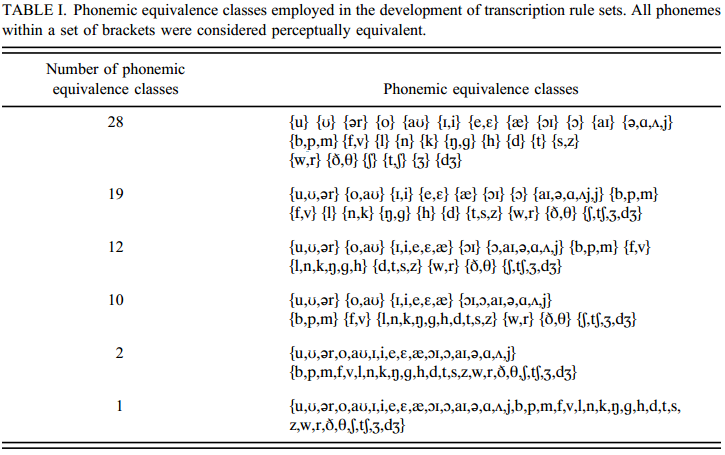 TABLE I. Phonemic equivalence classes employed in the development of transcription rule sets. All phonemes
within a set of brackets were considered perceptually equivalent.
Number of phonemic
equivalence classes
Phonemic equivalence classes
28
{u} {ʊ} {ər} {o} {aʊ} {ɪ,i} {e,ɛ} {æ} {ɔɪ} {ɔ} {aɪ} {ə,ɑ,ʌ,j}
{b,p,m} {f,v} {l} {n} {k} {ŋ,g} {h} {d} {t} {s,z}
{w,r} {ð,θ} {ʃ} {t,ʃ} {ʒ} {dʒ}
19
{u,ʊ,ər} {o,aʊ} {ɪ,i} {e,ɛ} {æ} {ɔɪ} {ɔ} {aɪ,ə,ɑ,ʌj,j} {b,p,m}
{f,v} {l} {n,k} {ŋ,g} {h} {d} {t,s,z} {w,r} {ð,θ} {ʃ,tʃ,ʒ,dʒ}
12
{u,ʊ,ər} {o,aʊ} {ɪ,i,e,ɛ,æ} {ɔɪ} {ɔ,aɪ,ə,ɑ,ʌ,j} {b,p,m} {f,v}
{l,n,k,ŋ,g,h} {d,t,s,z} {w,r} {ð,θ} {ʃ,tʃ,ʒ,dʒ}
10
{u,ʊ,ər} {o,aʊ} {ɪ,i,e,ɛ,æ} {ɔɪ,ɔ,aɪ,ə,ɑ,ʌ,j}
{b,p,m} {f,v} {l,n,k,ŋ,g,h,d,t,s,z} {w,r} {ð,θ} {ʃ,tʃ,ʒ,dʒ}
2
{u,ʊ,ər,o,aʊ,ɪ,i,e,ɛ,æ,ɔɪ,ɔ,aɪ,ə,ɑ,ʌ,j}
{b,p,m,f,v,l,n,k,ŋ,g,h,d,t,s,z,w,r,ð,θ,ʃ,tʃ,ʒ,dʒ}
1
{u,ʊ,ər,o,aʊ,ɪ,i,e,ɛ,æ,ɔɪ,ɔ,aɪ,ə,ɑ,ʌ,j,b,p,m,f,v,l,n,k,ŋ,g,h,d,t,s,
z,w,r,ð,θ,ʃ,tʃ,ʒ,dʒ}